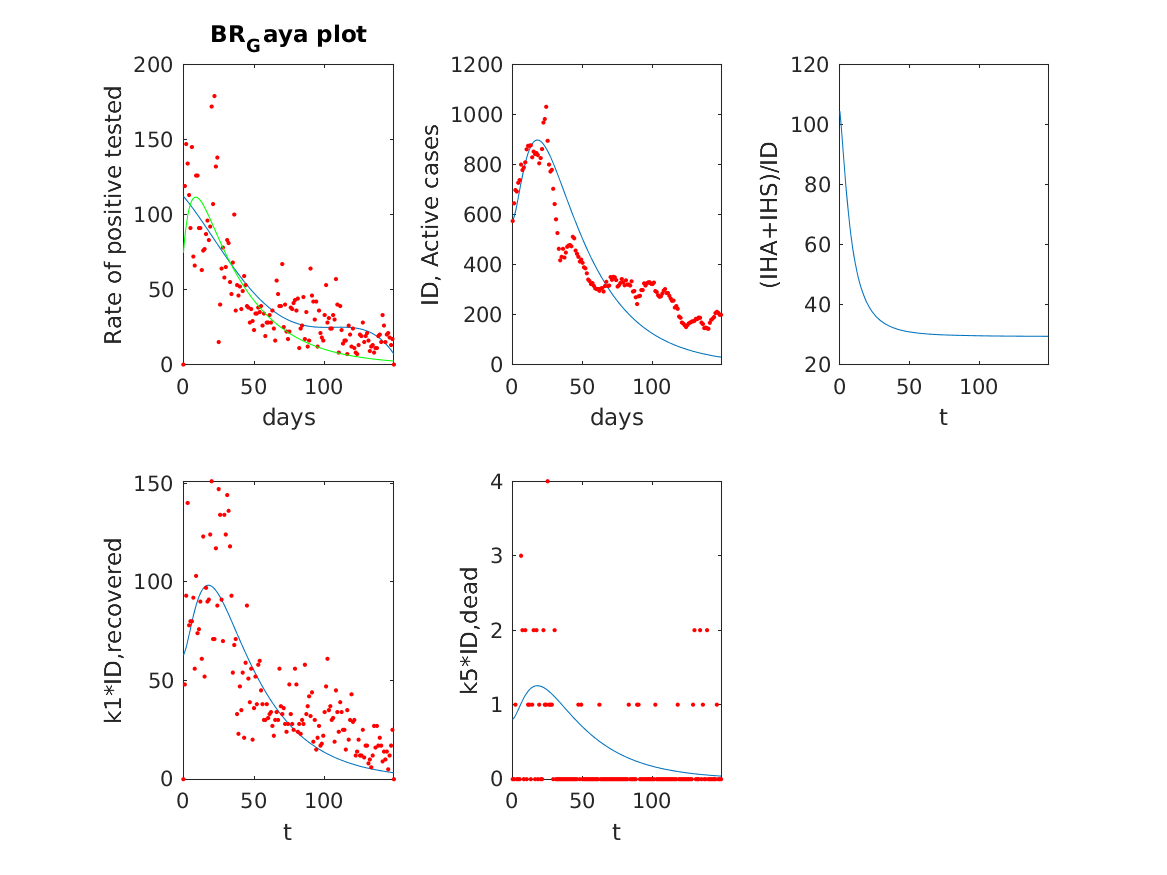 BR_Gaya plot
200
150
100
50
0
Rate of positive tested
0 50 100
days
1200
1000
800
600
400
200
0
ID, Active cases
0 50 100
days
120
100
80
60
40
20
(IHA+IHS)/ID
0 50 100
t
150
100
50
0
k1*ID,recovered
0 50 100
t
4
3
2
1
0
k5*ID,dead
0 50 100
t